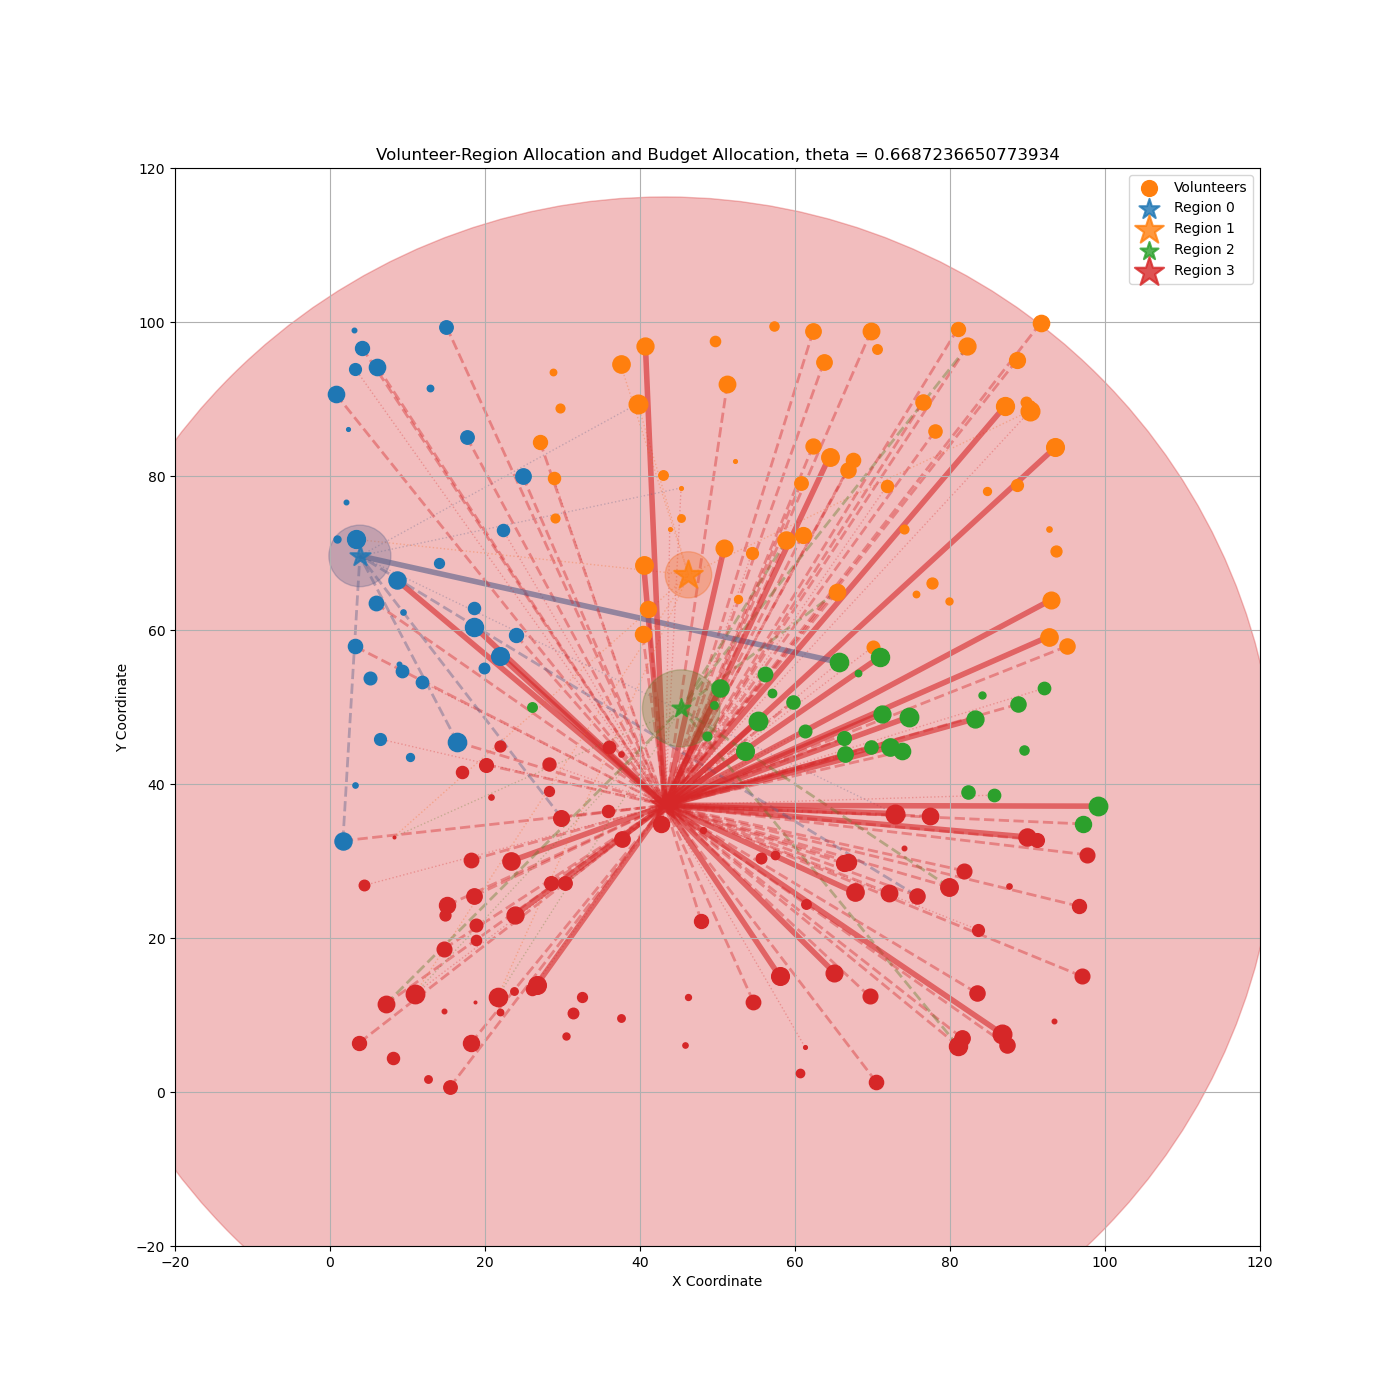 Volunteer-Region Allocation and Budget Allocation, theta = 0.6687236650773934
120
Volunteers
Region 0
Region 1
Region 2
Region 3
100
80
60
Y Coordinate
40
20
0
−20
−20 0 20 40 60 80 100 120
X Coordinate